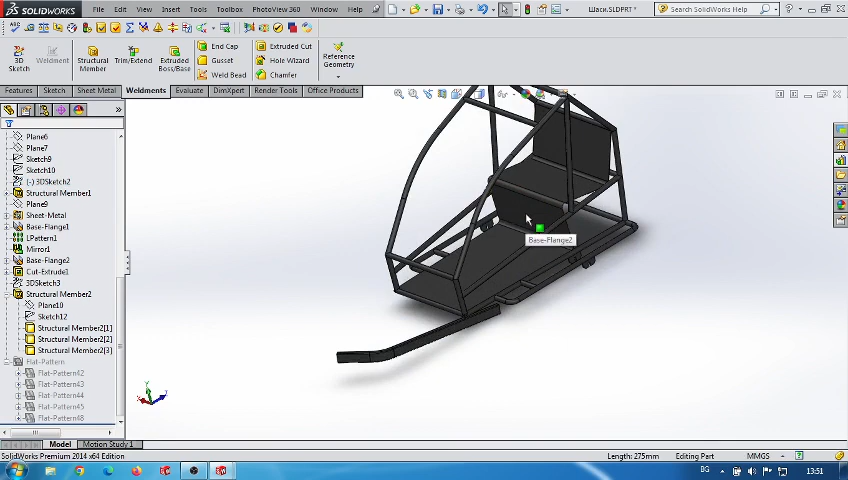 SOLIDWORKS File Edit View Insert Tools Toolbox PhotoView 360 Window Help Шаси.SLDPRT * Search SolidWorks Help
3D Sketch Weldment Structural Member Trim/Extend Extruded Boss/Base End Cap Gusset Weld Bead Extruded Cut Hole Wizard Chamfer Reference Geometry
Features Sketch Sheet Metal Weldments Evaluate DimXpert Render Tools Office Products
Plane6
Plane7
Sketch9
Sketch10
(-) 3DSketch2
Structural Member1
Plane9
Sheet-Metal
Base-Flange1
LPattern1
Mirror1
Base-Flange2
Cut-Extrude1
3DSketch3
Structural Member2
Plane10
Sketch12
Structural Member2[1]
Structural Member2[2]
Structural Member2[3]
Flat-Pattern
Flat-Pattern42
Flat-Pattern43
Flat-Pattern44
Flat-Pattern45
Flat-Pattern48
Base-Flange2
Y
X
Model Motion Study 1
SolidWorks Premium 2014 x64 Edition Length: 275mm Editing Part MMGS
BG 13:51